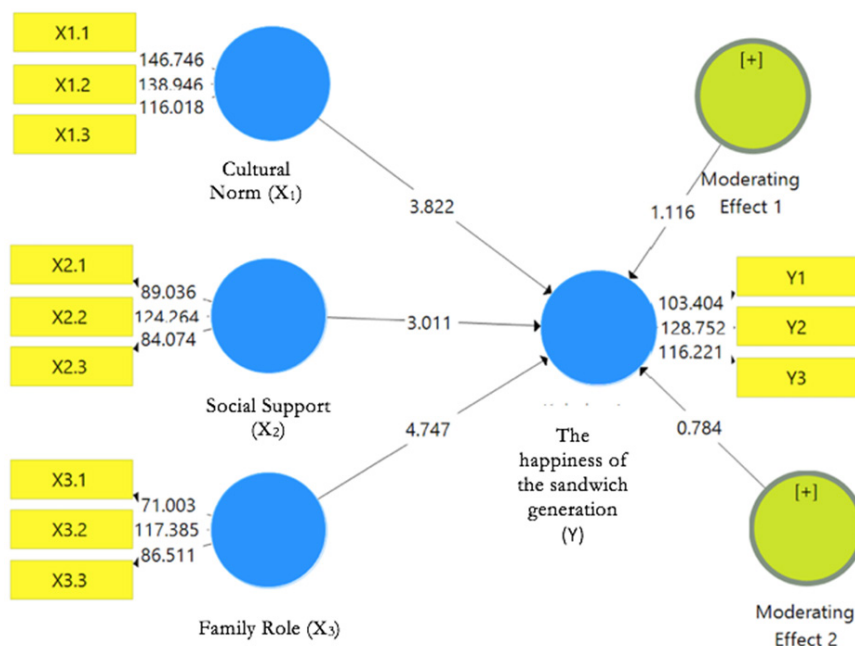 X1.1
X1.2
X1.3
146.746
138.946
116.018
Cultural
Norm (X₁)
3.822
[+]
Moderating
Effect 1
1.116
X2.1
X2.2
X2.3
89.036
124.264
84.074
Social Support
(X₂)
3.011
103.404
128.752
116.221
Y1
Y2
Y3
The
happiness of
the sandwich
generation
(Y)
X3.1
X3.2
X3.3
71.003
117.385
86.511
Family Role (X₃)
4.747
0.784
[+]
Moderating
Effect 2